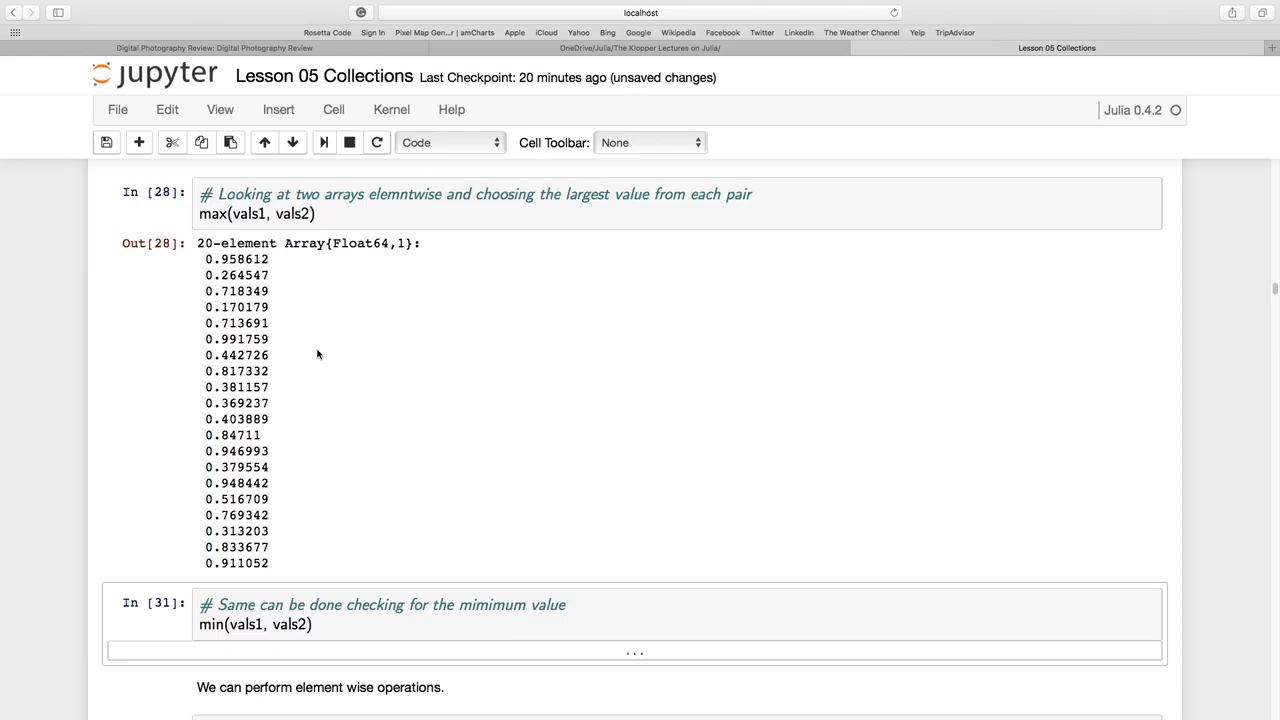 localhost
Rosetta Code Sign In Pixel Map Gen...r | amCharts Apple iCloud Yahoo Bing Google Wikipedia Facebook Twitter LinkedIn The Weather Channel Yelp TripAdvisor
Digital Photography Review: Digital Photography Review OneDrive/Julia/The Klopper Lectures on Julia/ Lesson 05 Collections
jupyter Lesson 05 Collections Last Checkpoint: 20 minutes ago (unsaved changes)
File Edit View Insert Cell Kernel Help Julia 0.4.2
Code Cell Toolbar: None
In [28]: # Looking at two arrays elemntwise and choosing the largest value from each pair
max(vals1, vals2)
Out[28]: 20-element Array{Float64,1}:
0.958612
0.264547
0.718349
0.170179
0.713691
0.991759
0.442726
0.817332
0.381157
0.369237
0.403889
0.84711
0.946993
0.379554
0.948442
0.516709
0.769342
0.313203
0.833677
0.911052
In [31]: # Same can be done checking for the mimimum value
min(vals1, vals2)
...
We can perform element wise operations.